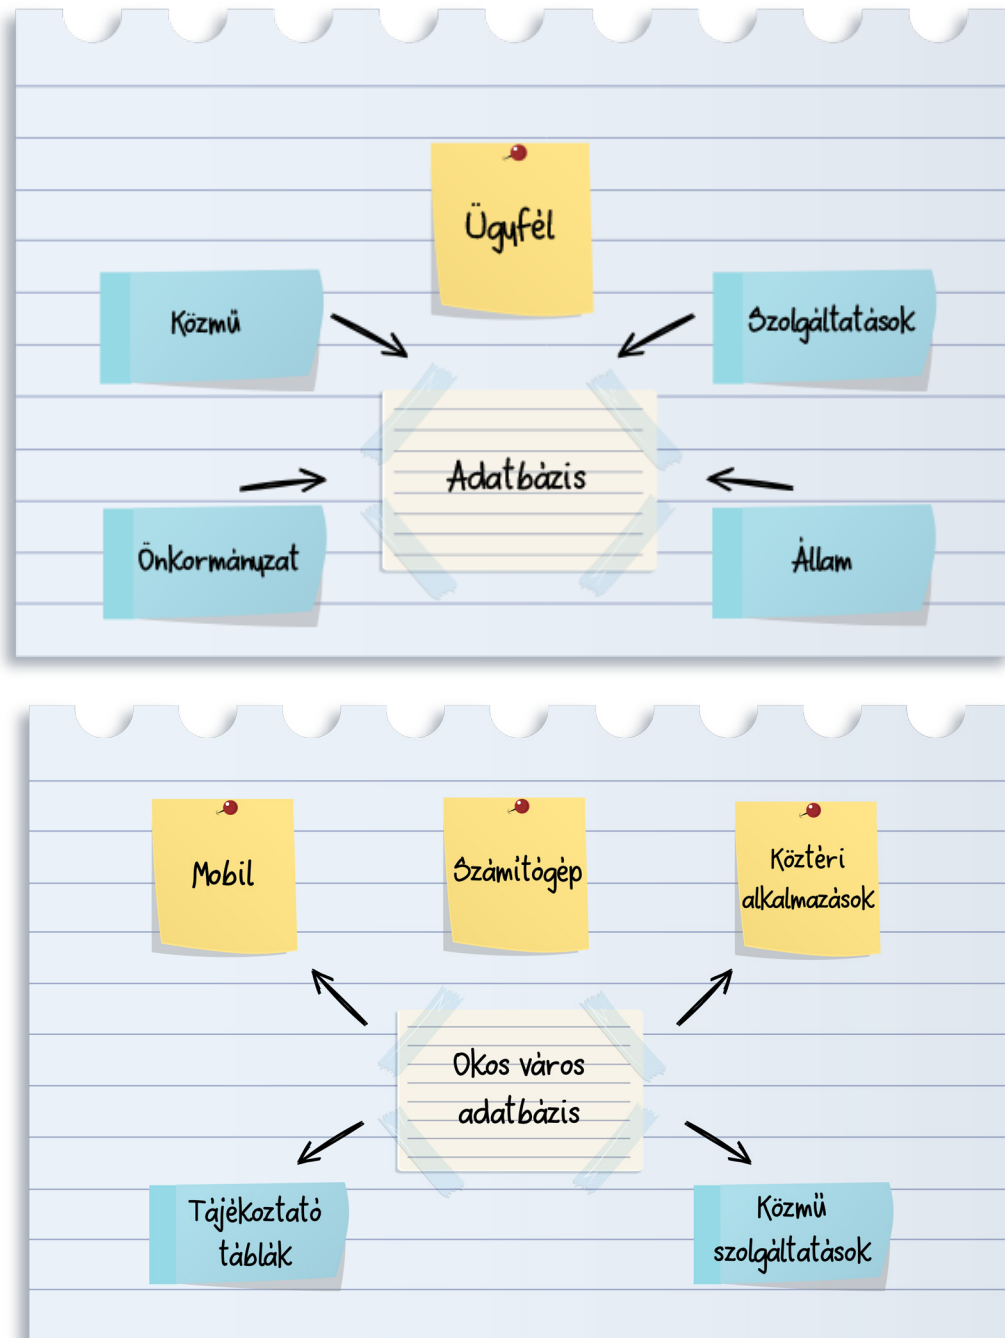 Ügyfél
Közmű
Szolgáltatások
Adatbázis
Önkormányzat
Állam
Mobil
Számítógép
Köztéri
alkalmazások
Okos város
adatbázis
Tájékoztató
táblák
Közmű
szolgáltatások